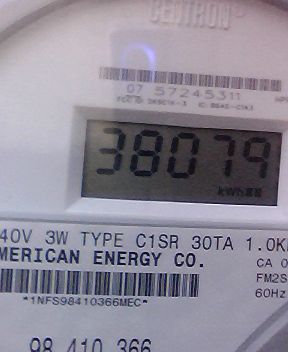 CENTRON
07 57245311
38079
kWh
40V 3W TYPE C1SR 30TA 1.0K
MERICAN ENERGY CO.
CA 0
FM2S
60Hz
*1NFS98410366MEC*
98 410 366